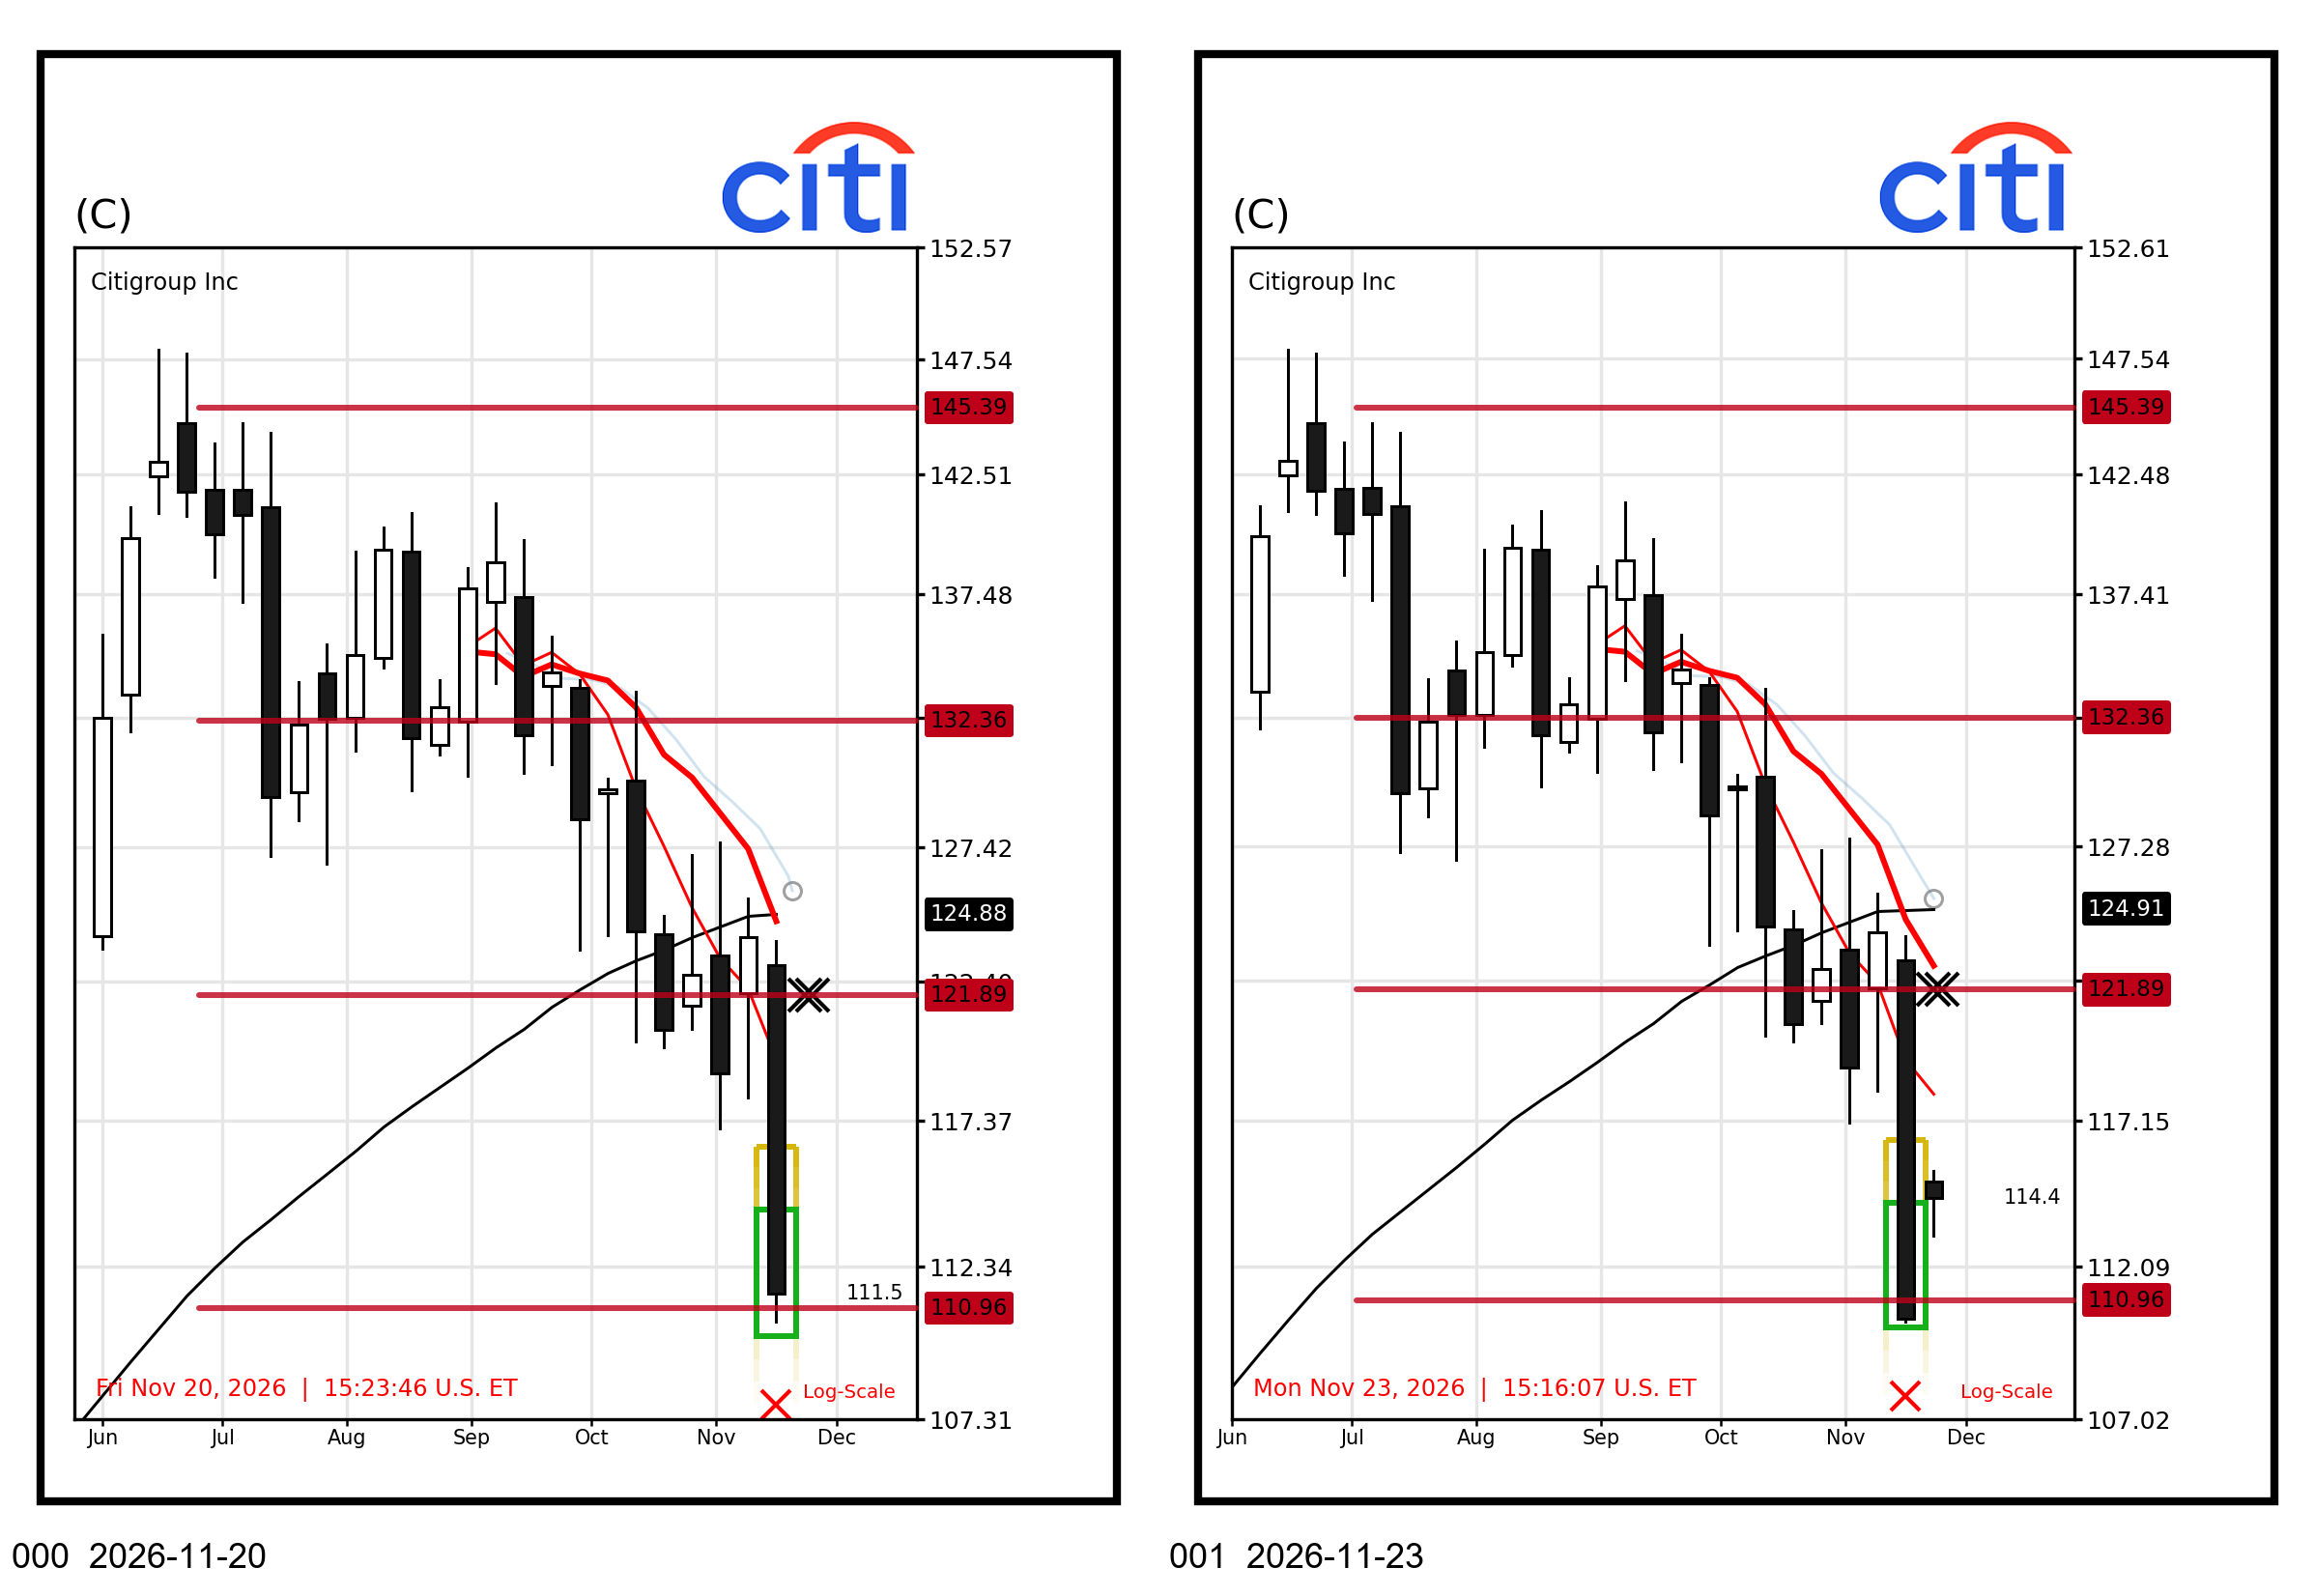 citi
(C)
Citigroup Inc
152.57
147.54
145.39
142.51
137.48
132.36
127.42
124.88
121.89
117.37
112.34
111.5
110.96
107.31
Fri Nov 20, 2026 | 15:23:46 U.S. ET
Log-Scale
Jun Jul Aug Sep Oct Nov Dec
000 2026-11-20
citi
(C)
Citigroup Inc
152.61
147.54
145.39
142.48
137.41
132.36
127.28
124.91
121.89
117.15
114.4
112.09
110.96
107.02
Mon Nov 23, 2026 | 15:16:07 U.S. ET
Log-Scale
Jun Jul Aug Sep Oct Nov Dec
001 2026-11-23